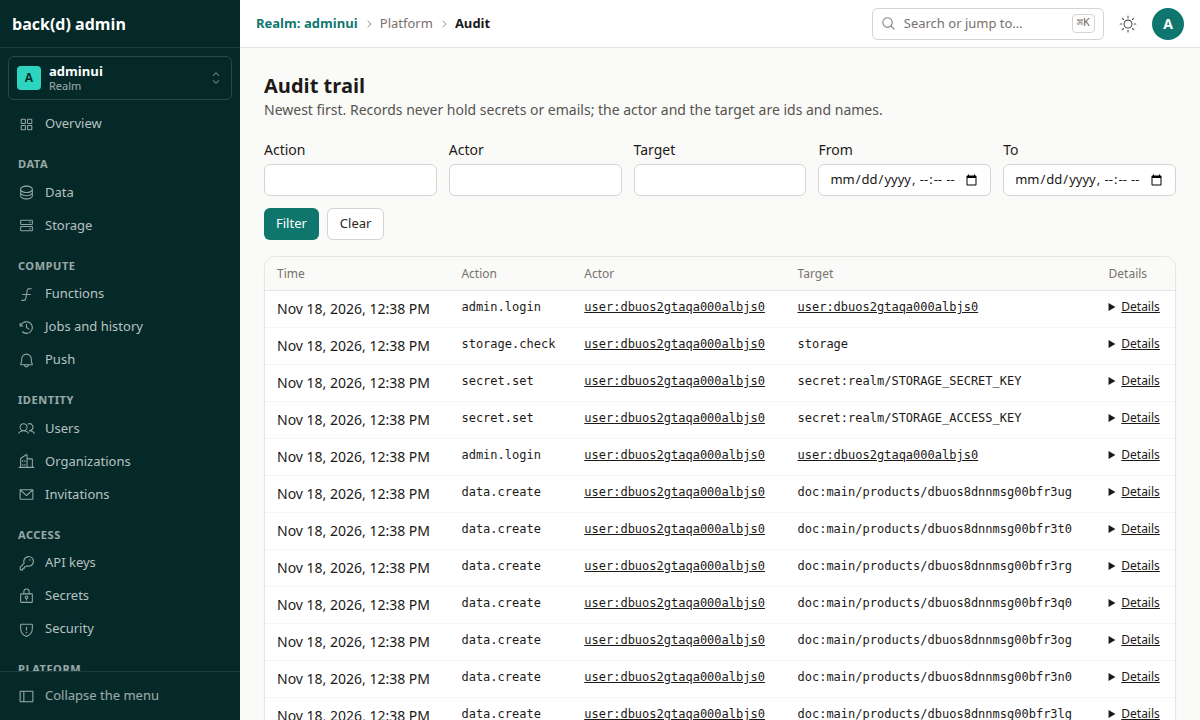 back(d) admin
Realm: adminui > Platform > Audit
Search or jump to... ⌘K
A
A adminui
Realm
Overview
DATA
Data
Storage
COMPUTE
Functions
Jobs and history
Push
IDENTITY
Users
Organizations
Invitations
ACCESS
API keys
Secrets
Security
PLATFORM
Collapse the menu
Audit trail
Newest first. Records never hold secrets or emails; the actor and the target are ids and names.
Action Actor Target From To
mm/dd/yyyy, --:-- -- mm/dd/yyyy, --:-- --
Filter Clear
Time Action Actor Target Details
Nov 18, 2026, 12:38 PM admin.login user:dbuos2gtaqa000albjs0 user:dbuos2gtaqa000albjs0 Details
Nov 18, 2026, 12:38 PM storage.check user:dbuos2gtaqa000albjs0 storage Details
Nov 18, 2026, 12:38 PM secret.set user:dbuos2gtaqa000albjs0 secret:realm/STORAGE_SECRET_KEY Details
Nov 18, 2026, 12:38 PM secret.set user:dbuos2gtaqa000albjs0 secret:realm/STORAGE_ACCESS_KEY Details
Nov 18, 2026, 12:38 PM admin.login user:dbuos2gtaqa000albjs0 user:dbuos2gtaqa000albjs0 Details
Nov 18, 2026, 12:38 PM data.create user:dbuos2gtaqa000albjs0 doc:main/products/dbuos8dnnmsg00bfr3ug Details
Nov 18, 2026, 12:38 PM data.create user:dbuos2gtaqa000albjs0 doc:main/products/dbuos8dnnmsg00bfr3t0 Details
Nov 18, 2026, 12:38 PM data.create user:dbuos2gtaqa000albjs0 doc:main/products/dbuos8dnnmsg00bfr3rg Details
Nov 18, 2026, 12:38 PM data.create user:dbuos2gtaqa000albjs0 doc:main/products/dbuos8dnnmsg00bfr3q0 Details
Nov 18, 2026, 12:38 PM data.create user:dbuos2gtaqa000albjs0 doc:main/products/dbuos8dnnmsg00bfr3og Details
Nov 18, 2026, 12:38 PM data.create user:dbuos2gtaqa000albjs0 doc:main/products/dbuos8dnnmsg00bfr3n0 Details
Nov 18, 2026, 12:38 PM data.create user:dbuos2gtaqa000albjs0 doc:main/products/dbuos8dnnmsg00bfr3lg Details